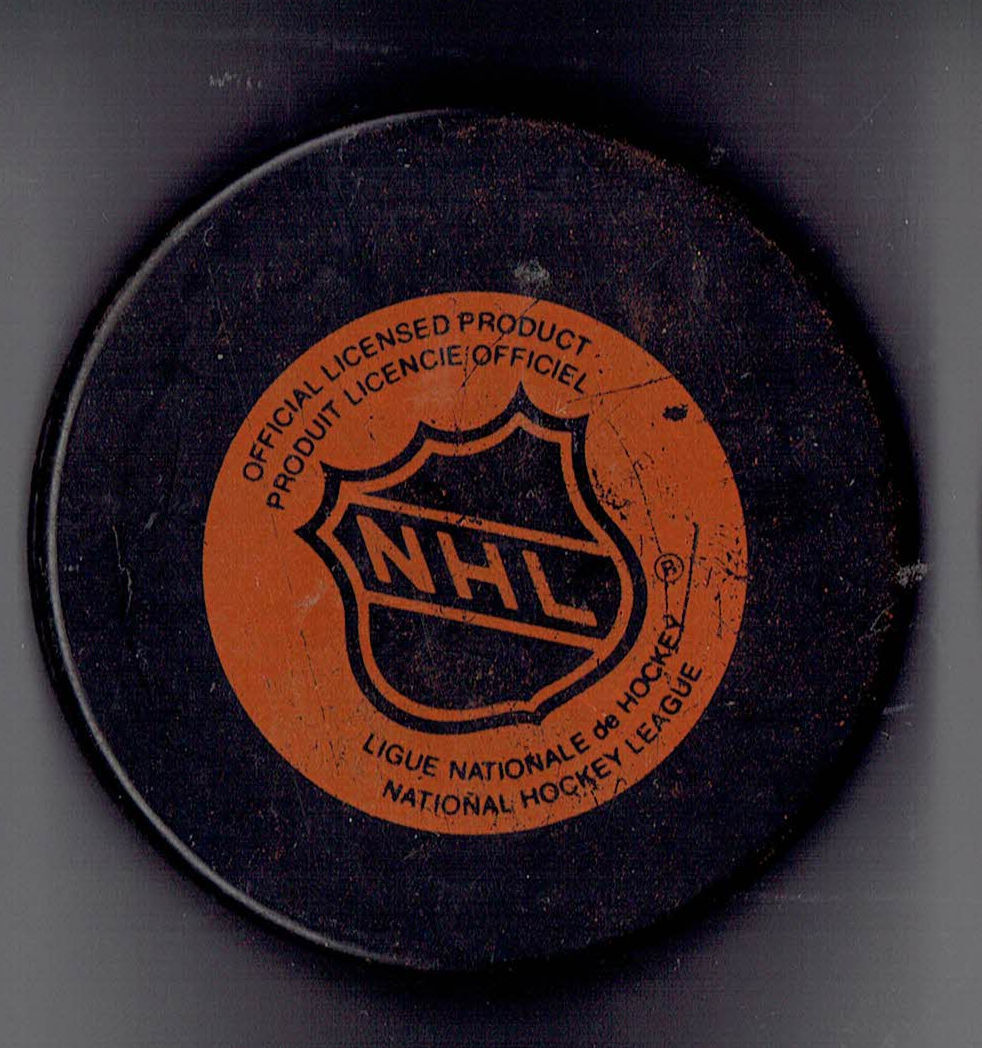 OFFICIAL LICENSED PRODUCT
PRODUIT LICENCIE OFFICIEL
NHL
®
LIGUE NATIONALE de HOCKEY
NATIONAL HOCKEY LEAGUE